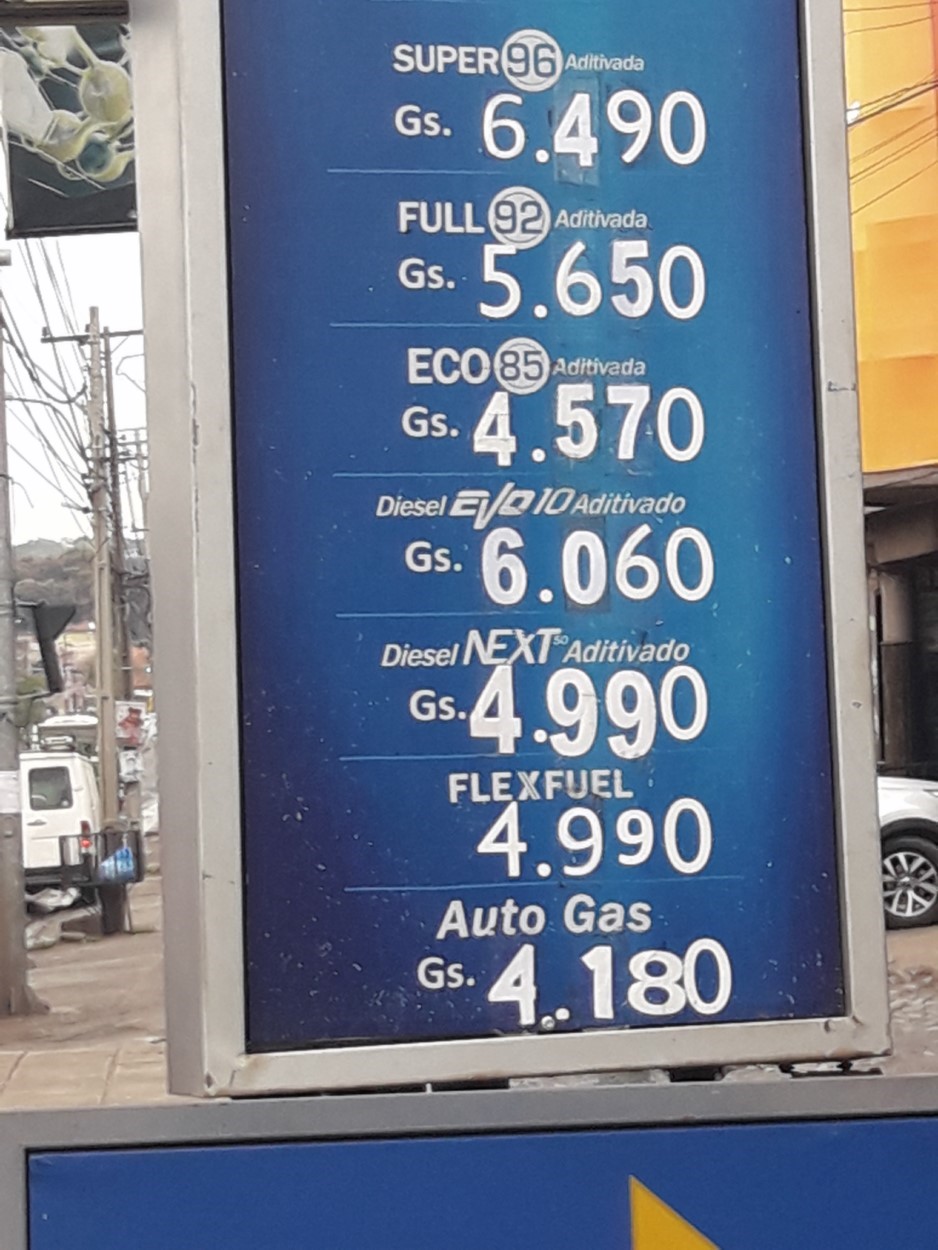 SUPER 96 Aditivada
Gs. 6.490
FULL 92 Aditivada
Gs. 5.650
ECO 85 Aditivada
Gs. 4.570
Diesel EVO 10 Aditivado
Gs. 6.060
Diesel NEXT 50 Aditivado
Gs. 4.990
FLEXFUEL
4.990
Auto Gas
Gs. 4.180